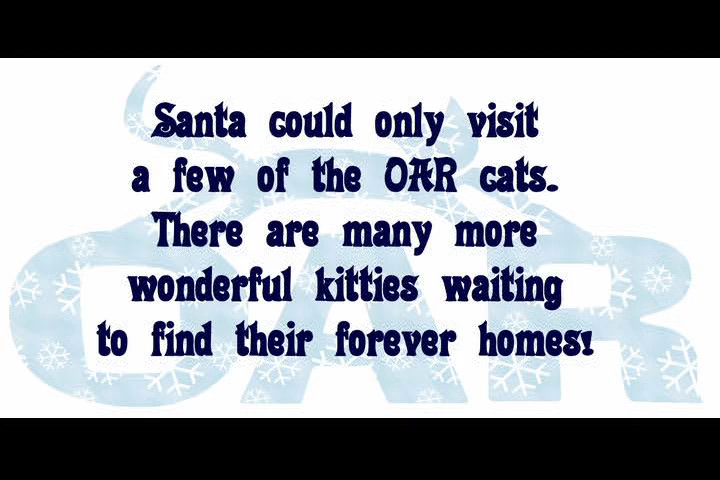 Santa could only visit
a few of the OAR cats.
There are many more
wonderful kitties waiting
to find their forever homes!
OAR